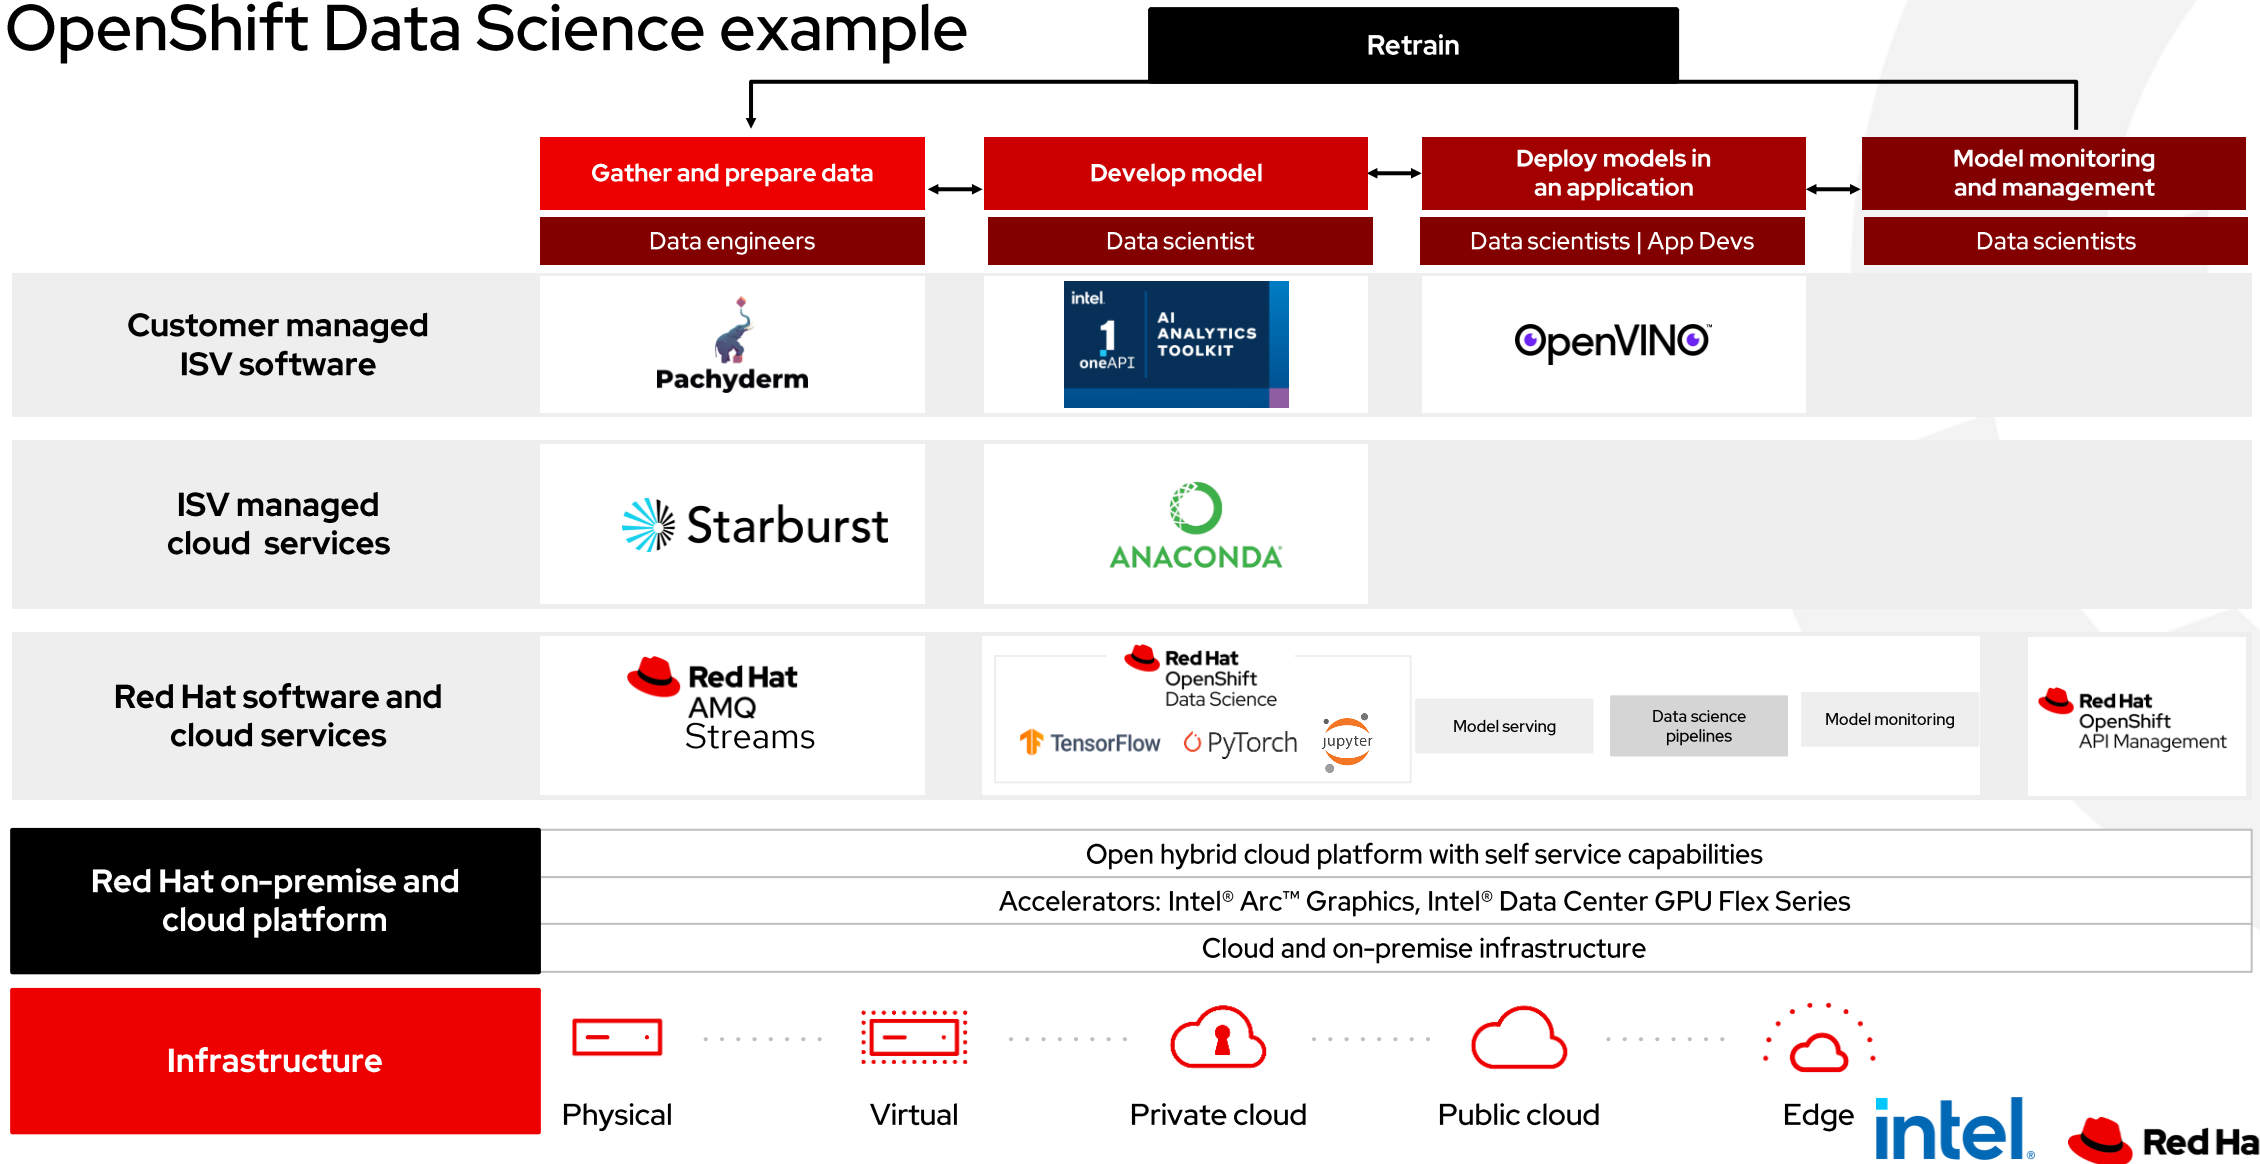 OpenShift Data Science example
Retrain
Gather and prepare data
Develop model
Deploy models in
an application
Model monitoring
and management
Data engineers
Data scientist
Data scientists | App Devs
Data scientists
Customer managed
ISV software
Pachyderm
intel
1
oneAPI
AI
ANALYTICS
TOOLKIT
OpenVINO™
ISV managed
cloud services
Starburst
ANACONDA®
Red Hat software and
cloud services
Red Hat
AMQ
Streams
Red Hat
OpenShift
Data Science
TensorFlow
PyTorch
jupyter
Model serving
Data science
pipelines
Model monitoring
Red Hat
OpenShift
API Management
Red Hat on-premise and
cloud platform
Open hybrid cloud platform with self service capabilities
Accelerators: Intel® Arc™ Graphics, Intel® Data Center GPU Flex Series
Cloud and on-premise infrastructure
Infrastructure
Physical
Virtual
Private cloud
Public cloud
Edge
intel®
Red Ha